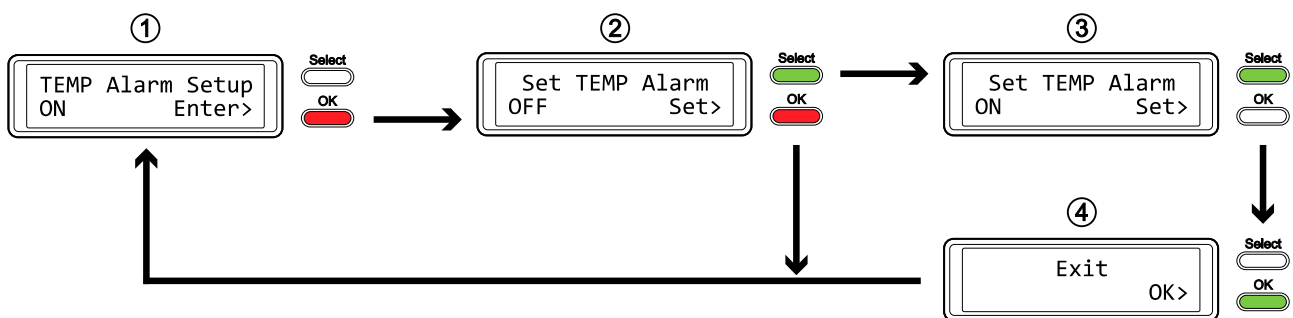 ①
TEMP Alarm Setup
ON Enter>
Select
OK
②
Set TEMP Alarm
OFF Set>
Select
OK
③
Set TEMP Alarm
ON Set>
Select
OK
④
Exit
OK>
Select
OK